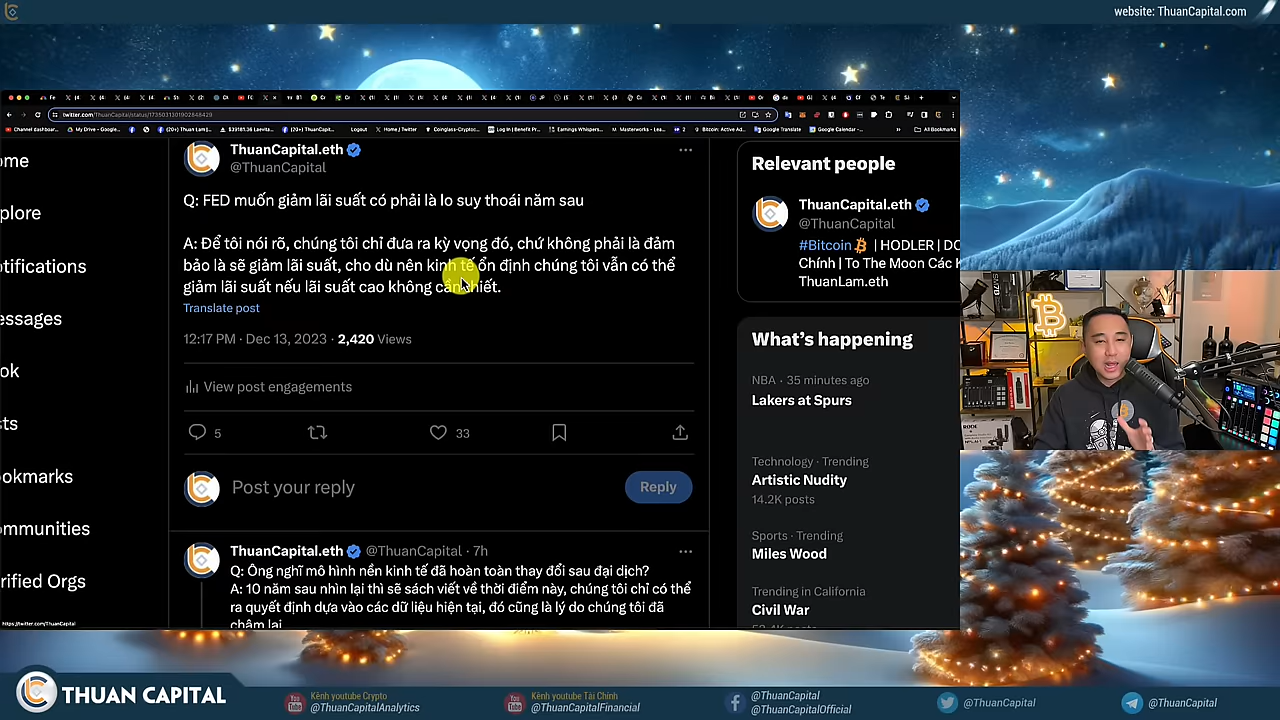 website: ThuanCapital.com
twitter.com/ThuanCapital/status/1735031301902848429
Channel dashboar...
My Drive – Google...
(20+) Thuan Lam |...
(20+) ThuanCapit...
Logout
Home / Twitter
Coinglass-Cryptoc...
Log In | Benefit Pr...
Earnings Whispers...
Masterworks - Lea...
Bitcoin: Active Ad...
Google Translate
Google Calendar -...
All Bookmarks
ome
plore
otifications
essages
ok
sts
okmarks
mmunities
rified Orgs
ThuanCapital.eth
@ThuanCapital
Q: FED muốn giảm lãi suất có phải là lo suy thoái năm sau
A: Để tôi nói rõ, chúng tôi chỉ đưa ra kỳ vọng đó, chứ không phải là đảm
bảo là sẽ giảm lãi suất, cho dù nên kinh tế ổn định chúng tôi vẫn có thể
giảm lãi suất nếu lãi suất cao không cần thiết.
Translate post
12:17 PM · Dec 13, 2023 · 2,420 Views
View post engagements
5
33
Post your reply
Reply
ThuanCapital.eth @ThuanCapital · 7h
Q: Ông nghĩ mô hình nền kinh tế đã hoàn toàn thay đổi sau đại dịch?
A: 10 năm sau nhìn lại thì sẽ sách viết về thời điểm này, chúng tôi chỉ có thể
ra quyết định dựa vào các dữ liệu hiện tại, đó cũng là lý do chúng tôi đã
chậm lại
Relevant people
ThuanCapital.eth
@ThuanCapital
#Bitcoin | HODLER | DO
Chính | To The Moon Các K
ThuanLam.eth
What's happening
NBA · 35 minutes ago
Lakers at Spurs
Technology · Trending
Artistic Nudity
14.2K posts
Sports · Trending
Miles Wood
Trending in California
Civil War
https://twitter.com/ThuanCapital
THUAN CAPITAL
Kênh youtube Crypto
@ThuanCapitalAnalytics
Kênh youtube Tài Chính
@ThuanCapitalFinancial
@ThuanCapital
@ThuanCapitalOfficial
@ThuanCapital
@ThuanCapital